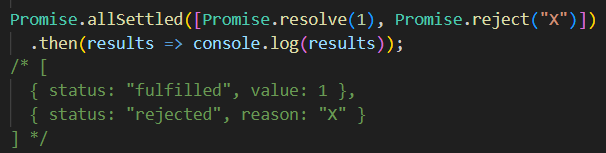 Promise.allSettled([Promise.resolve(1), Promise.reject("X")])
  .then(results => console.log(results));
/* [
  { status: "fulfilled", value: 1 },
  { status: "rejected", reason: "X" }
] */